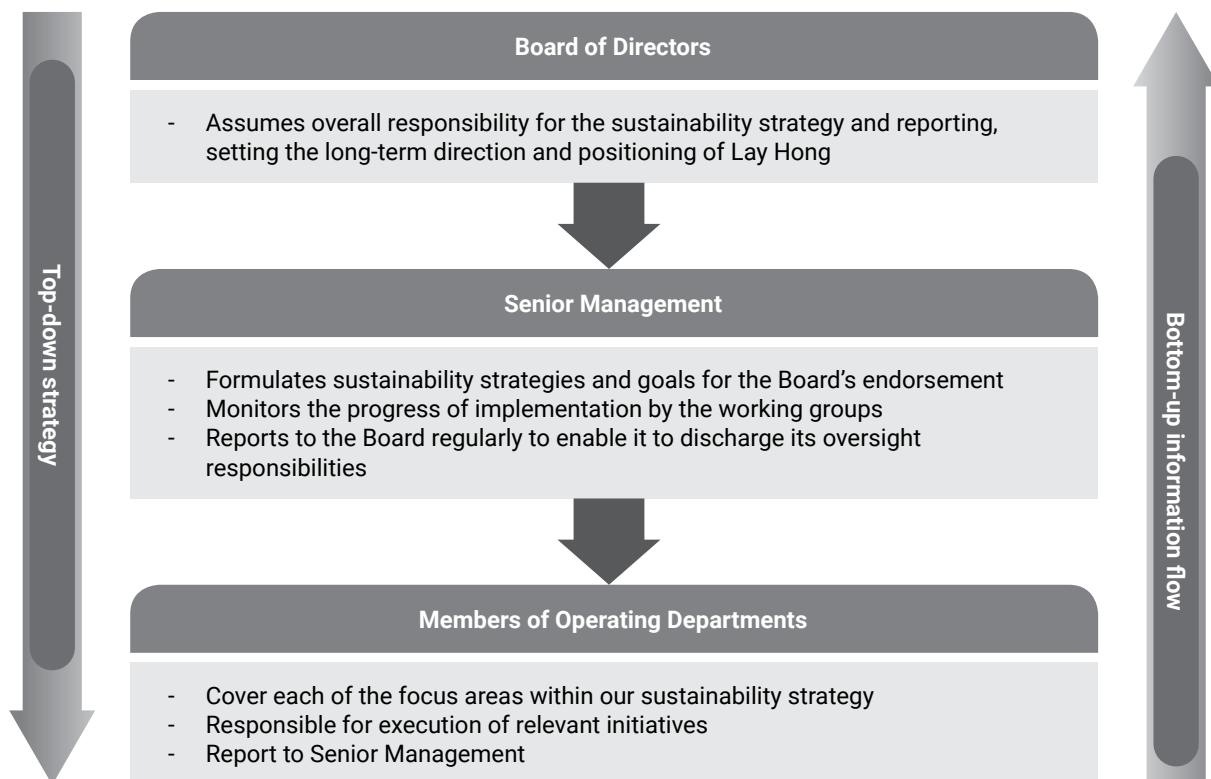 Board of Directors
- Assumes overall responsibility for the sustainability strategy and reporting,
setting the long-term direction and positioning of Lay Hong
Senior Management
- Formulates sustainability strategies and goals for the Board’s endorsement
- Monitors the progress of implementation by the working groups
- Reports to the Board regularly to enable it to discharge its oversight
responsibilities
Members of Operating Departments
- Cover each of the focus areas within our sustainability strategy
- Responsible for execution of relevant initiatives
- Report to Senior Management
Top-down strategy
Bottom-up information flow